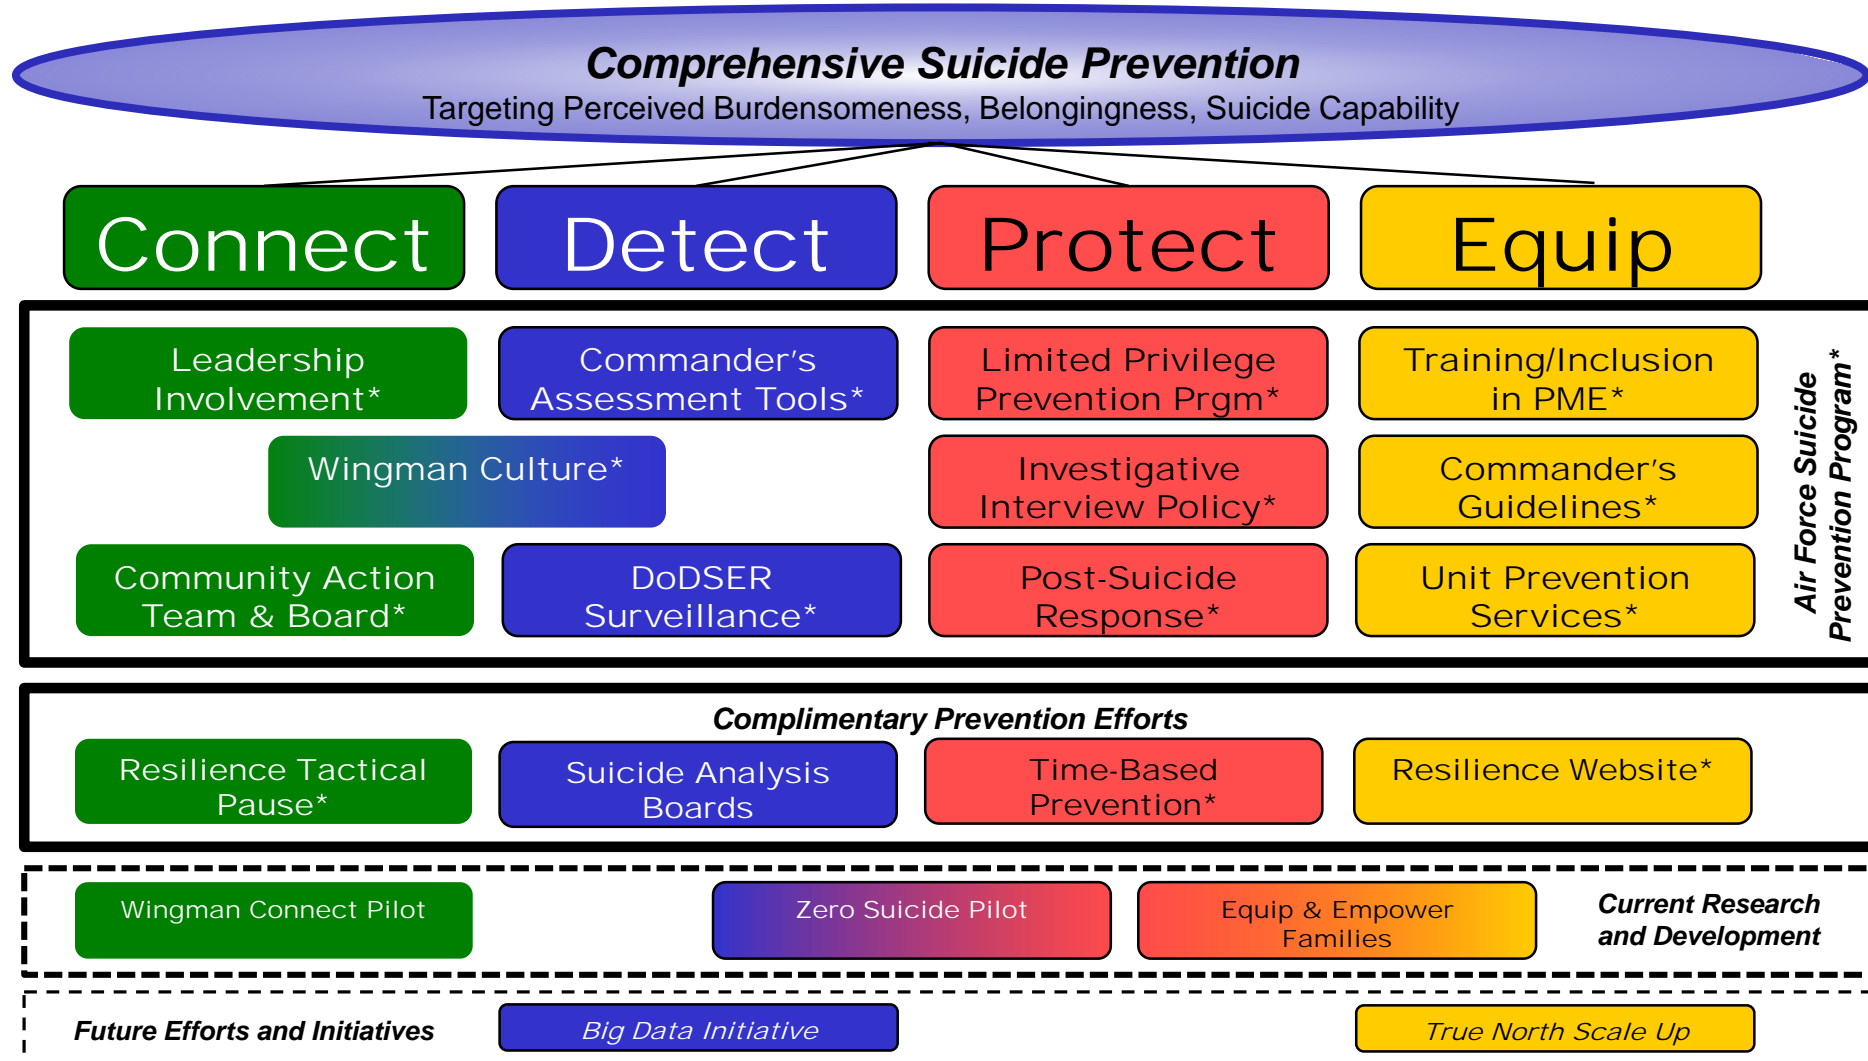 Comprehensive Suicide Prevention
Targeting Perceived Burdensomeness, Belongingness, Suicide Capability
Connect
Detect
Protect
Equip
Leadership
Involvement*
Commander's
Assessment Tools*
Limited Privilege
Prevention Prgm*
Training/Inclusion
in PME*
Wingman Culture*
Investigative
Interview Policy*
Commander's
Guidelines*
Community Action
Team & Board*
DoDSER
Surveillance*
Post-Suicide
Response*
Unit Prevention
Services*
Air Force Suicide
Prevention Program*
Complimentary Prevention Efforts
Resilience Tactical
Pause*
Suicide Analysis
Boards
Time-Based
Prevention*
Resilience Website*
Wingman Connect Pilot
Zero Suicide Pilot
Equip & Empower
Families
Current Research
and Development
Future Efforts and Initiatives
Big Data Initiative
True North Scale Up